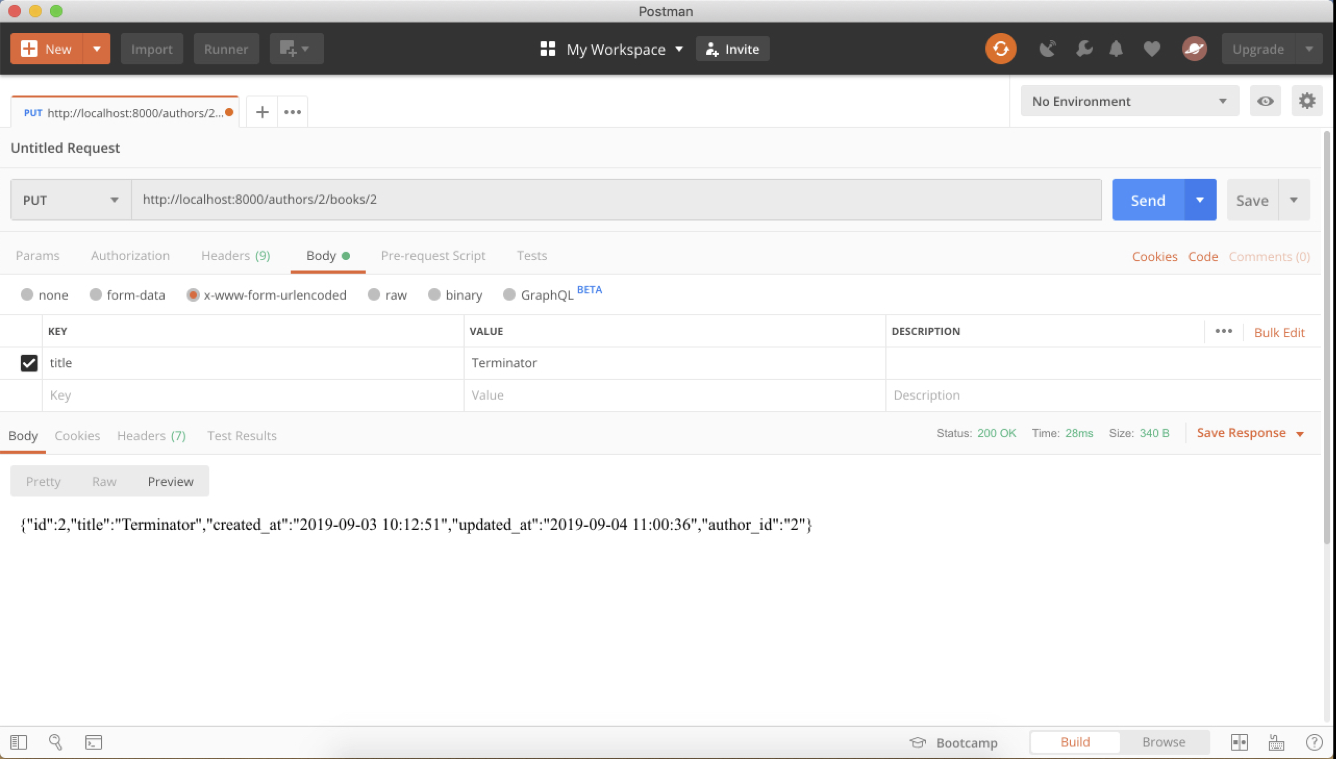 Postman
New Import Runner My Workspace Invite Upgrade
PUT http://localhost:8000/authors/2... No Environment
Untitled Request
PUT http://localhost:8000/authors/2/books/2 Send Save
Params Authorization Headers (9) Body Pre-request Script Tests Cookies Code Comments (0)
none form-data x-www-form-urlencoded raw binary GraphQL BETA
KEY VALUE DESCRIPTION Bulk Edit
title Terminator
Key Value Description
Body Cookies Headers (7) Test Results Status: 200 OK Time: 28ms Size: 340 B Save Response
Pretty Raw Preview
{"id":2,"title":"Terminator","created_at":"2019-09-03 10:12:51","updated_at":"2019-09-04 11:00:36","author_id":"2"}
Bootcamp Build Browse